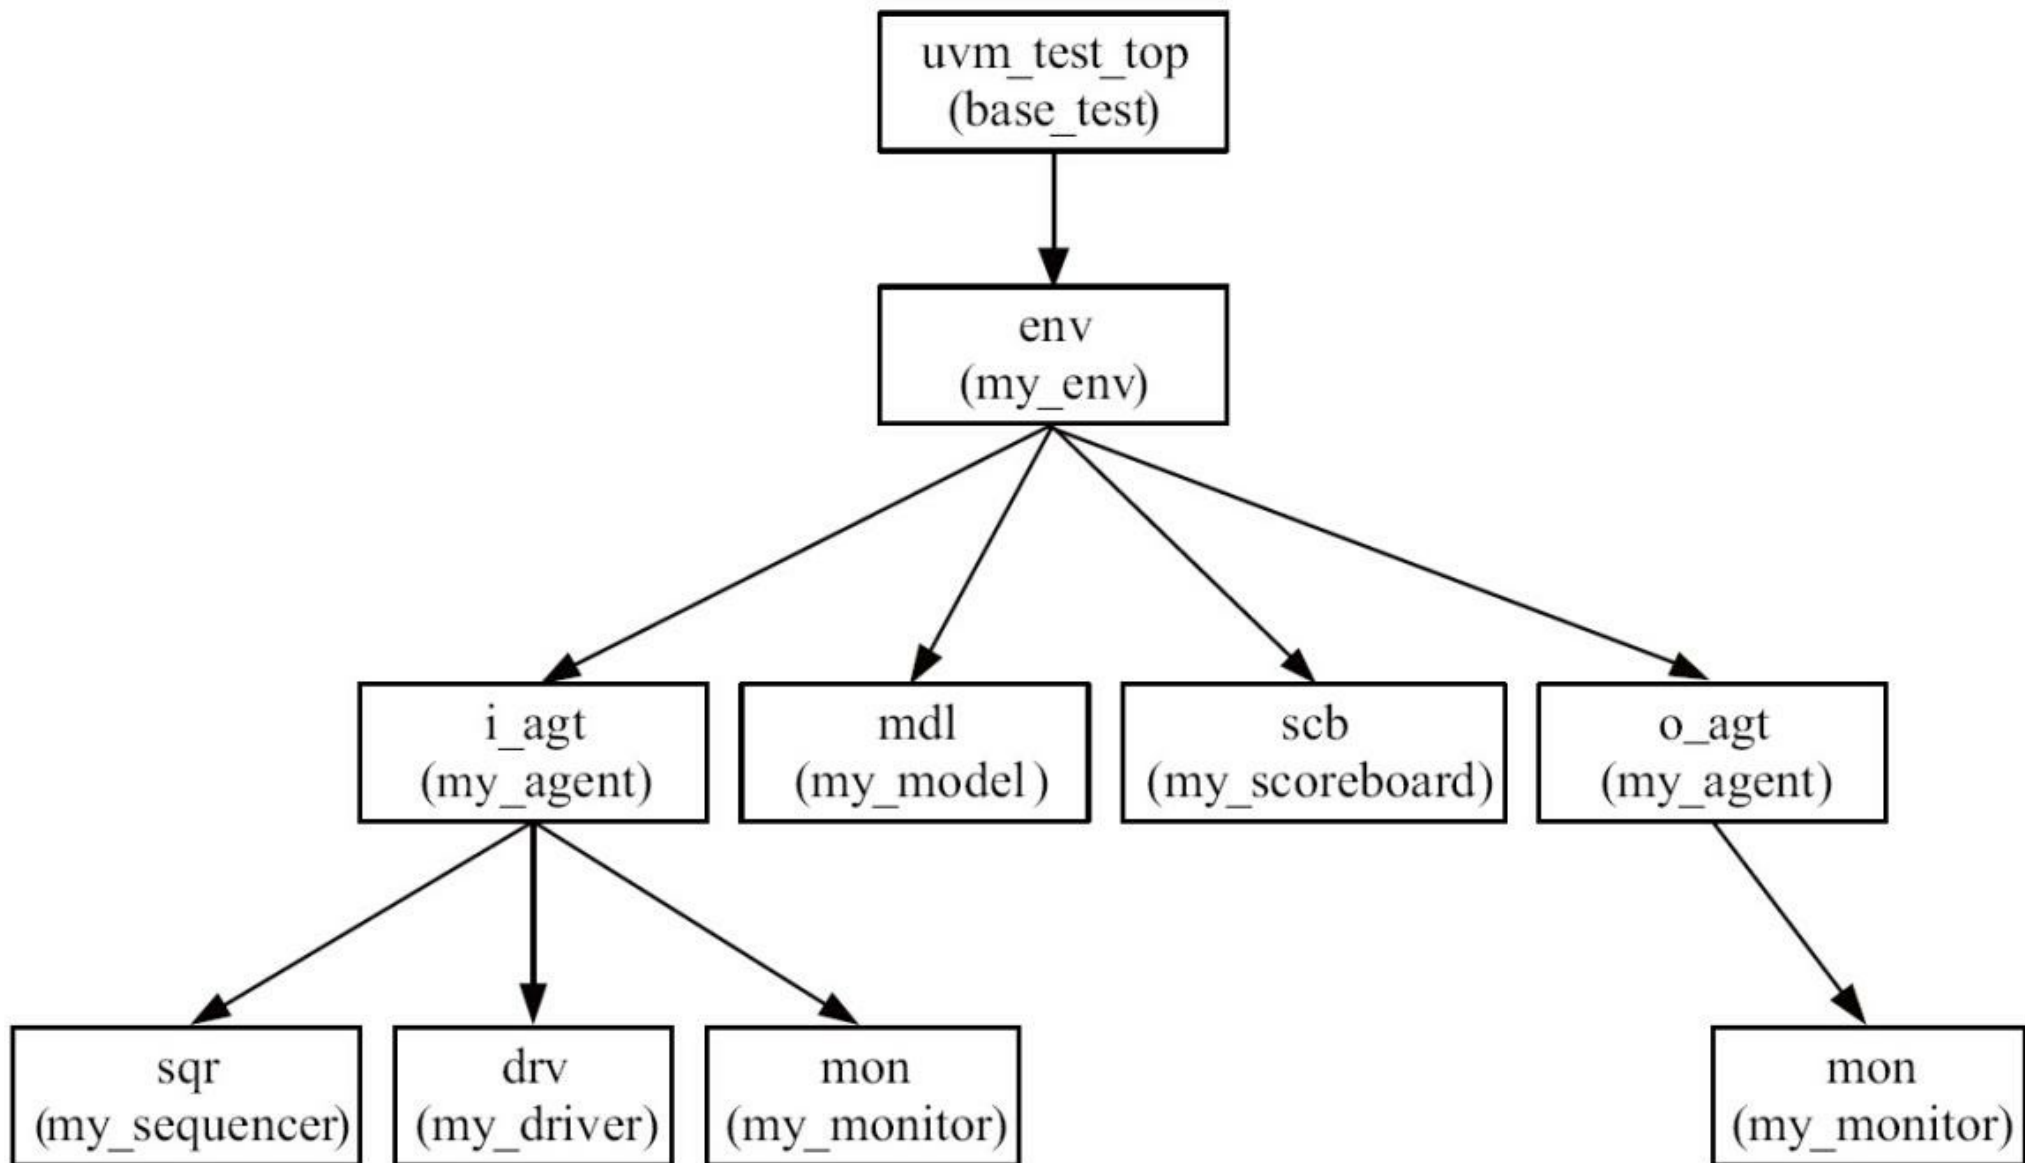 uvm_test_top
(base_test)
env
(my_env)
i_agt
(my_agent)
mdl
(my_model)
scb
(my_scoreboard)
o_agt
(my_agent)
sqr
(my_sequencer)
drv
(my_driver)
mon
(my_monitor)
mon
(my_monitor)